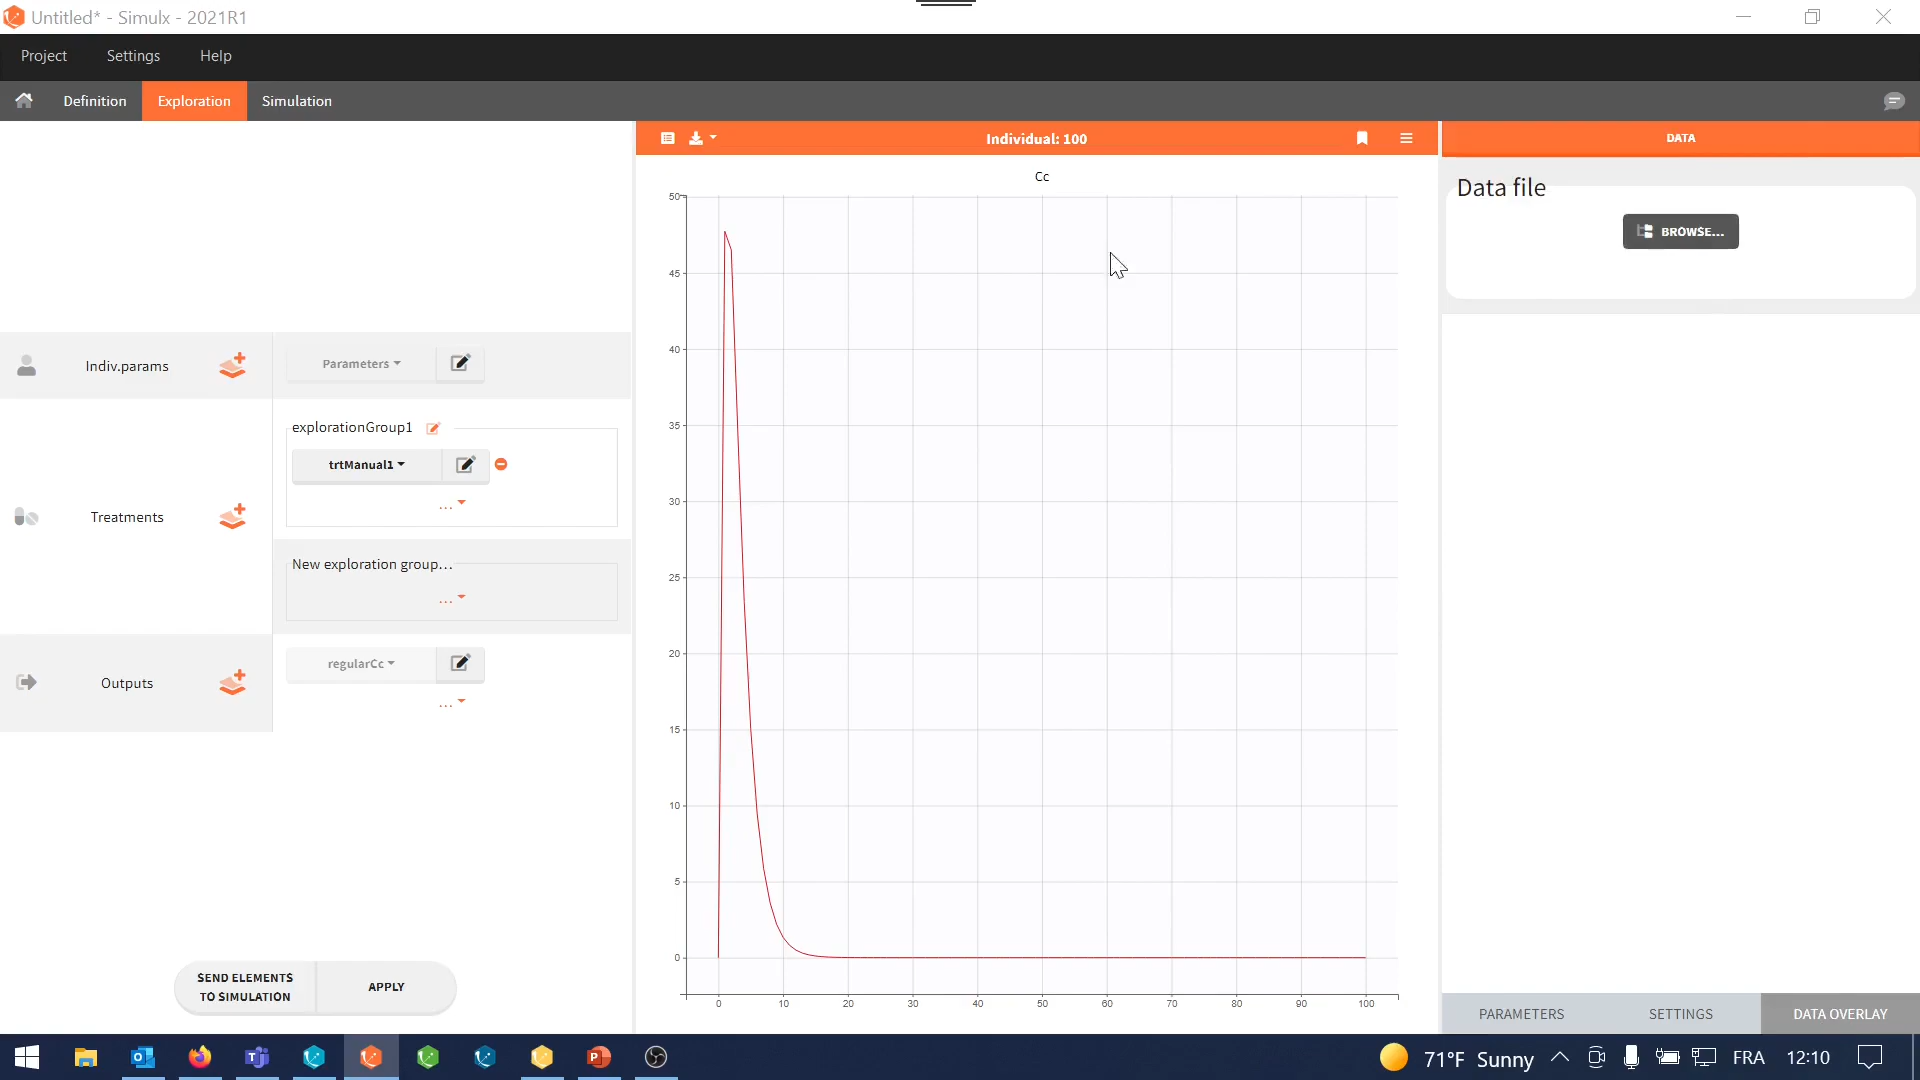 Untitled* - Simulx - 2021R1
Project Settings Help
Definition Exploration Simulation
Individual: 100
DATA
Cc
Data file
BROWSE...
50
45
40
35
30
25
20
15
10
5
0
0 10 20 30 40 50 60 70 80 90 100
Indiv.params
Parameters
explorationGroup1
trtManual1
...
Treatments
New exploration group...
...
Outputs
regularCc
...
SEND ELEMENTS
TO SIMULATION
APPLY
PARAMETERS SETTINGS DATA OVERLAY
71°F Sunny FRA 12:10